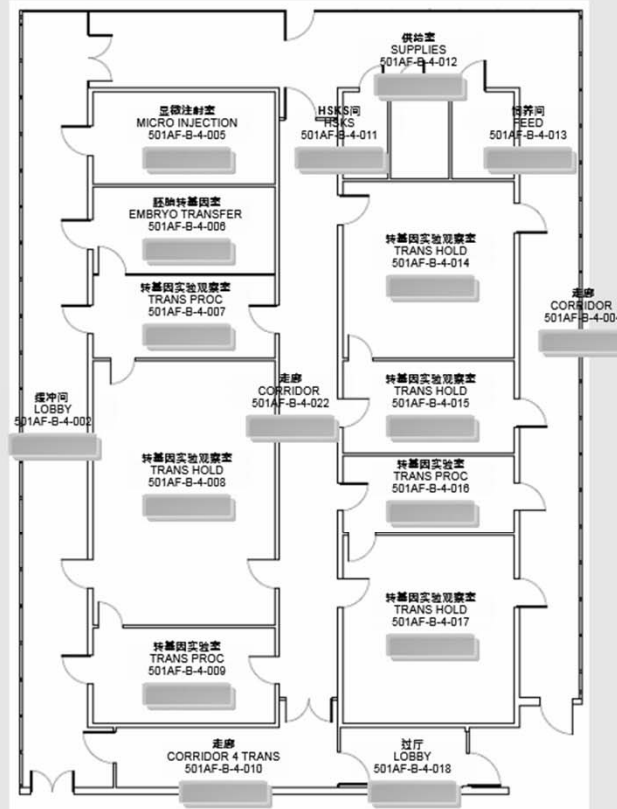 供给室
SUPPLIES
501AF-B-4-012
显微注射室
MICRO INJECTION
501AF-B-4-005
HSKS间
HSKS
501AF-B-4-011
饲养间
FEED
501AF-B-4-013
胚胎转基因室
EMBRYO TRANSFER
501AF-B-4-006
转基因实验观察室
TRANS HOLD
501AF-B-4-014
转基因实验观察室
TRANS PROC
501AF-B-4-007
走廊
CORRIDOR
501AF-B-4-00
缓冲间
LOBBY
501AF-B-4-002
走廊
CORRIDOR
501AF-B-4-022
转基因实验观察室
TRANS HOLD
501AF-B-4-015
转基因实验观察室
TRANS HOLD
501AF-B-4-008
转基因实验观察室
TRANS PROC
501AF-B-4-016
转基因实验观察室
TRANS HOLD
501AF-B-4-017
转基因实验室
TRANS PROC
501AF-B-4-009
走廊
CORRIDOR 4 TRANS
501AF-B-4-010
过厅
LOBBY
501AF-B-4-018